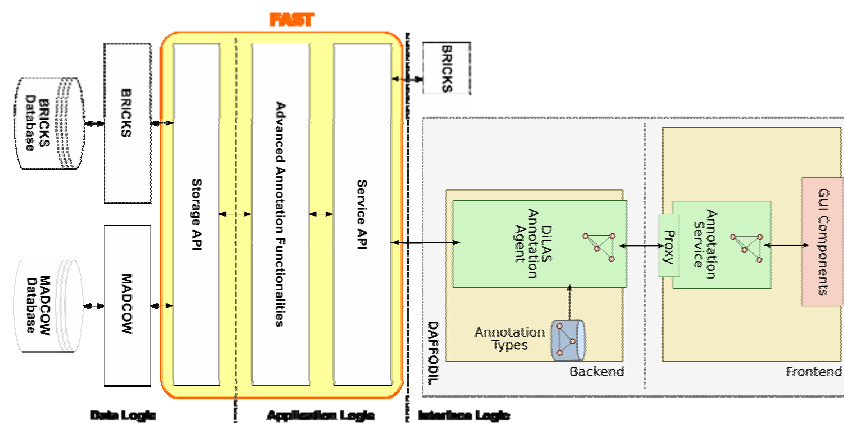 FAST
BRICKS
Database
BRICKS
Storage API
Advanced Annotation Functionalities
Service API
BRICKS
MADCOW
Database
MADCOW
DiLAS
Annotation
Agent
Proxy
Annotation
Service
GUI Components
Annotation
Types
DAFFODIL
Backend
Frontend
Data Logic
Application Logic
Interface Logic